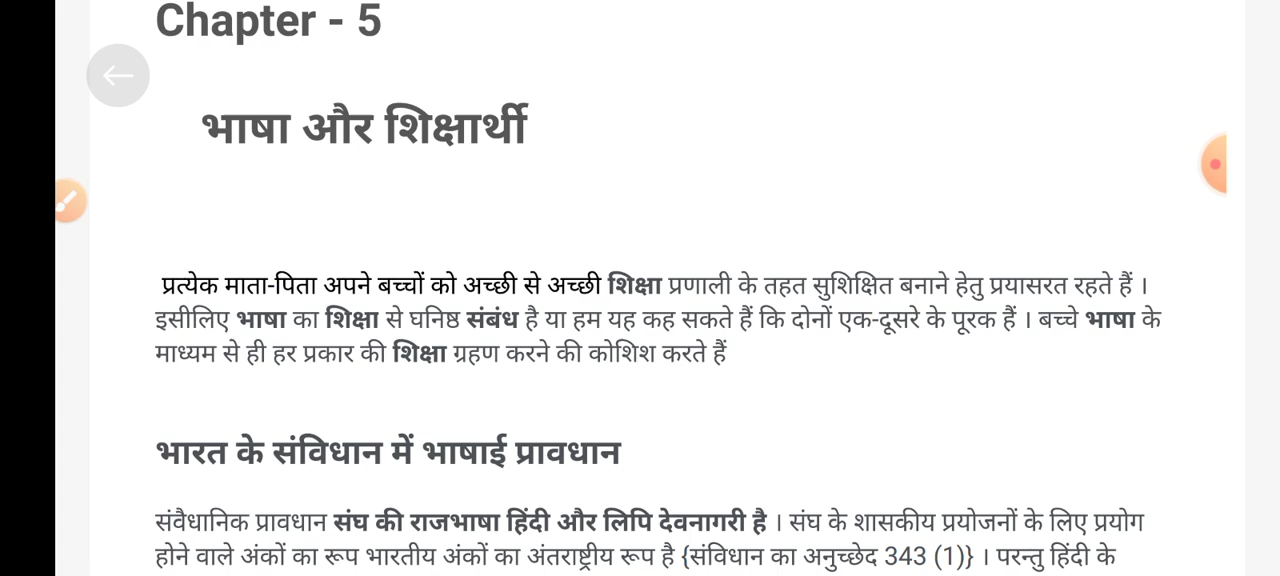 Chapter - 5
भाषा और शिक्षार्थी
प्रत्येक माता-पिता अपने बच्चों को अच्छी से अच्छी शिक्षा प्रणाली के तहत सुशिक्षित बनाने हेतु प्रयासरत रहते हैं ।
इसीलिए भाषा का शिक्षा से घनिष्ठ संबंध है या हम यह कह सकते हैं कि दोनों एक-दूसरे के पूरक हैं । बच्चे भाषा के
माध्यम से ही हर प्रकार की शिक्षा ग्रहण करने की कोशिश करते हैं
भारत के संविधान में भाषाई प्रावधान
संवैधानिक प्रावधान संघ की राजभाषा हिंदी और लिपि देवनागरी है । संघ के शासकीय प्रयोजनों के लिए प्रयोग
होने वाले अंकों का रूप भारतीय अंकों का अंतराष्ट्रीय रूप है {संविधान का अनुच्छेद 343 (1)} । परन्तु हिंदी के